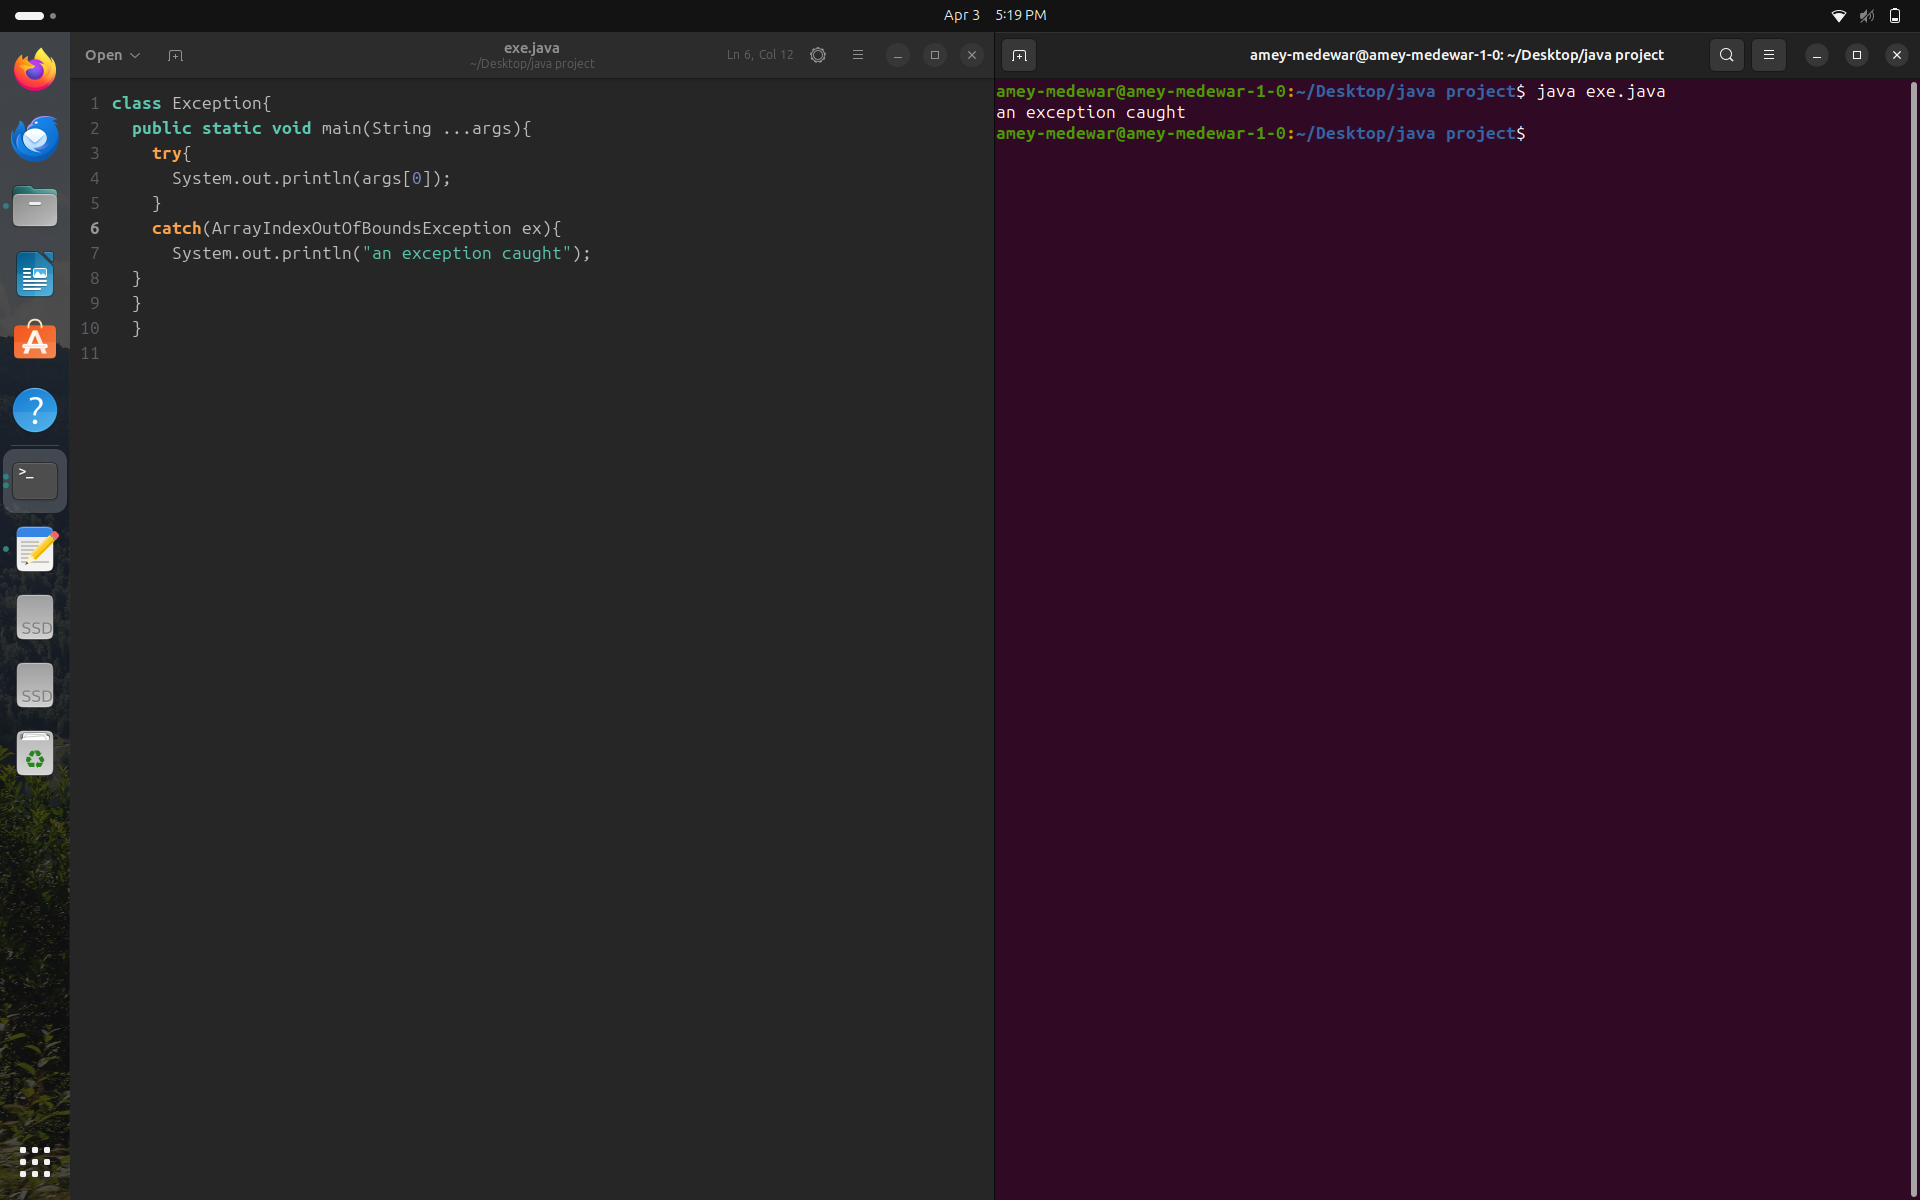 Apr 3 5:19 PM
Open
exe.java
~/Desktop/java project
Ln 6, Col 12
1 class Exception{
2 public static void main(String ...args){
3 try{
4 System.out.println(args[0]);
5 }
6 catch(ArrayIndexOutOfBoundsException ex){
7 System.out.println("an exception caught");
8 }
9 }
10 }
11
amey-medewar@amey-medewar-1-0: ~/Desktop/java project
amey-medewar@amey-medewar-1-0:~/Desktop/java project$ java exe.java
an exception caught
amey-medewar@amey-medewar-1-0:~/Desktop/java project$
A
?
>_
SSD
SSD